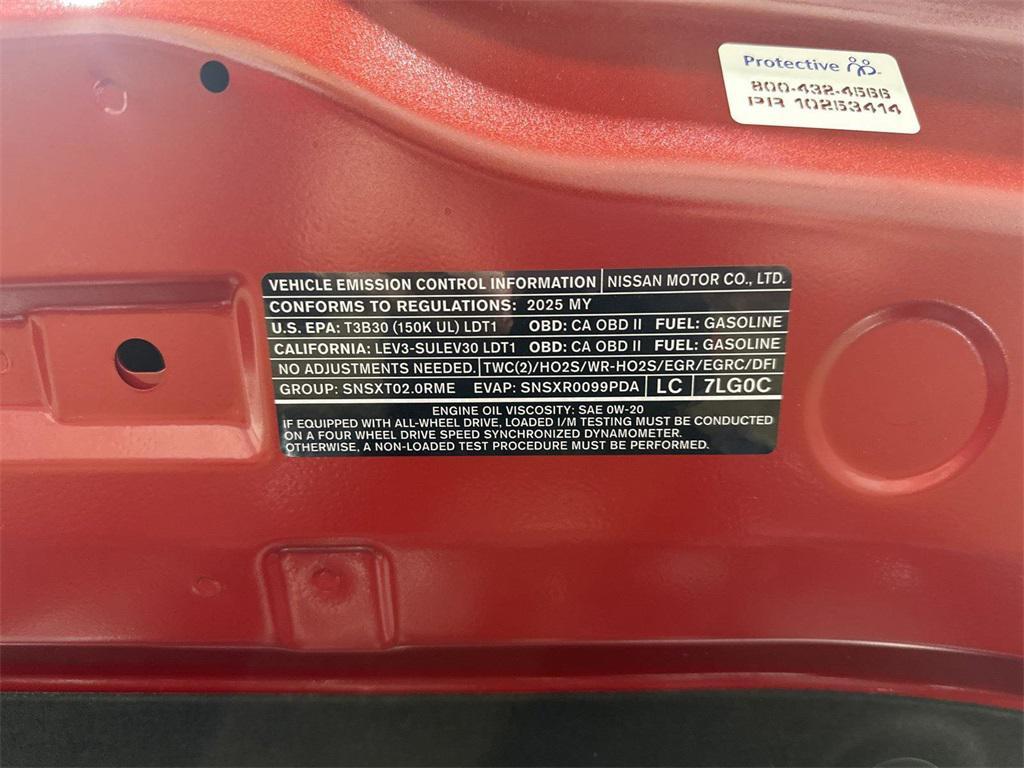 Protective
800-432-4566
PIR 10253414
VEHICLE EMISSION CONTROL INFORMATION NISSAN MOTOR CO., LTD.
CONFORMS TO REGULATIONS: 2025 MY
U.S. EPA: T3B30 (150K UL) LDT1 OBD: CA OBD II FUEL: GASOLINE
CALIFORNIA: LEV3-SULEV30 LDT1 OBD: CA OBD II FUEL: GASOLINE
NO ADJUSTMENTS NEEDED. TWC(2)/HO2S/WR-HO2S/EGR/EGRC/DFI
GROUP: SNSXT02.0RME EVAP: SNSXR0099PDA LC 7LG0C
ENGINE OIL VISCOSITY: SAE 0W-20
IF EQUIPPED WITH ALL-WHEEL DRIVE, LOADED I/M TESTING MUST BE CONDUCTED
ON A FOUR WHEEL DRIVE SPEED SYNCHRONIZED DYNAMOMETER.
OTHERWISE, A NON-LOADED TEST PROCEDURE MUST BE PERFORMED.